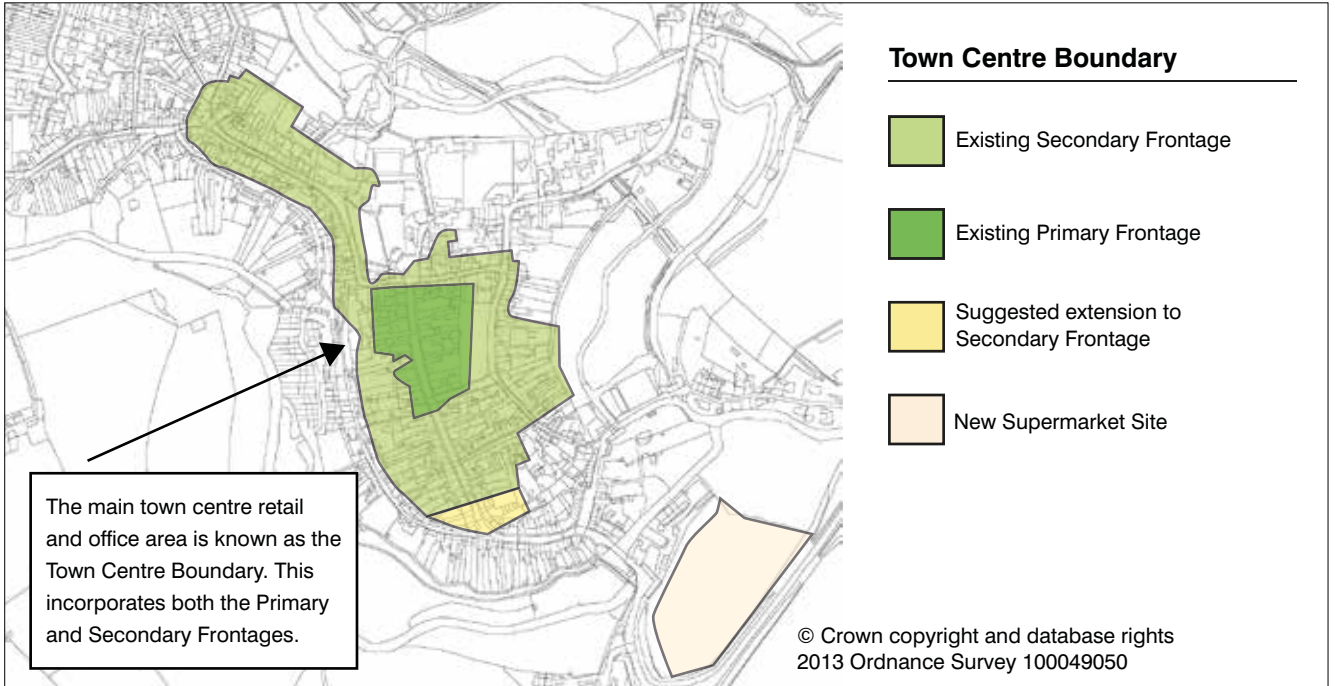 Town Centre Boundary
Existing Secondary Frontage
Existing Primary Frontage
Suggested extension to
Secondary Frontage
New Supermarket Site
The main town centre retail
and office area is known as the
Town Centre Boundary. This
incorporates both the Primary
and Secondary Frontages.
© Crown copyright and database rights
2013 Ordnance Survey 100049050